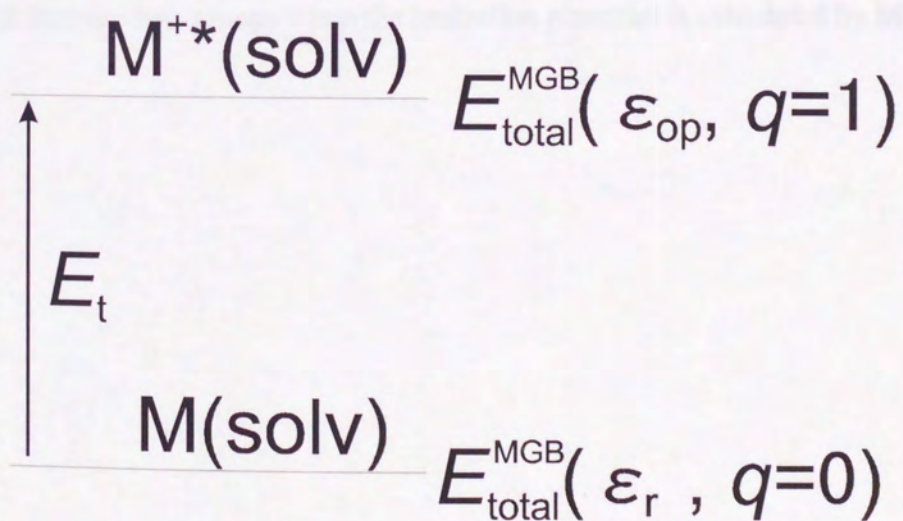 M⁺*(solv)
E_total^MGB( ε_op, q=1)
E_t
M(solv)
E_total^MGB( ε_r , q=0)